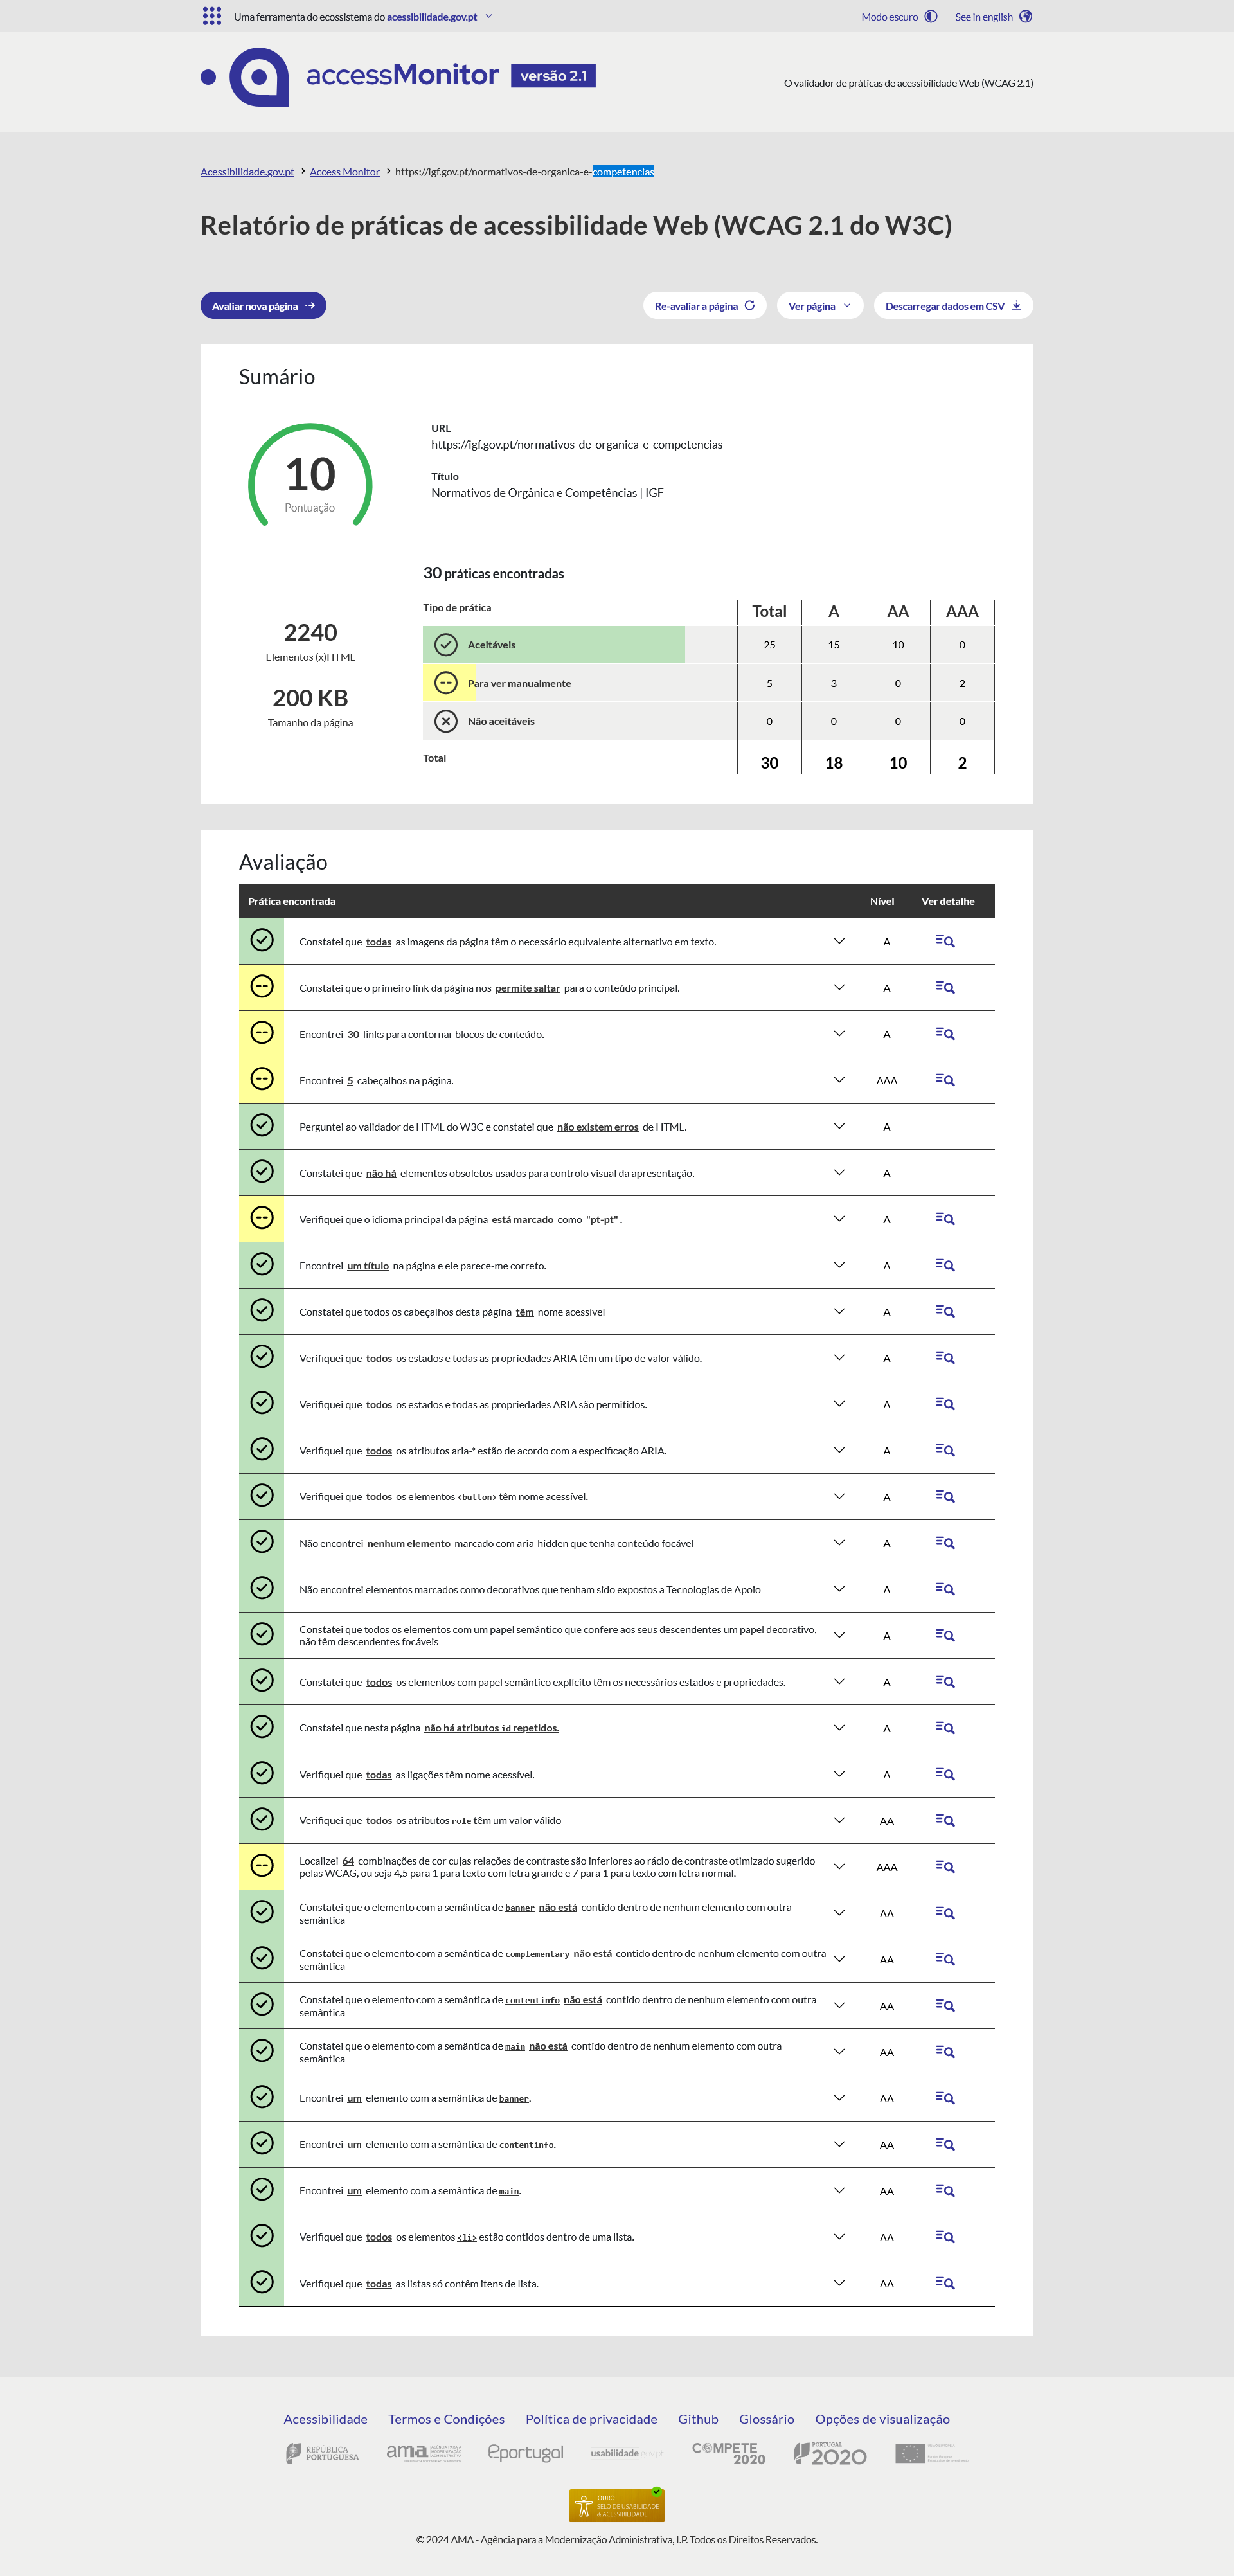 Uma ferramenta do ecossistema do acessibilidade.gov.pt
Modo escuro
See in english
accessMonitor versão 2.1
O validador de práticas de acessibilidade Web (WCAG 2.1)
Acessibilidade.gov.pt › Access Monitor › https://igf.gov.pt/normativos-de-organica-e-competencias
Relatório de práticas de acessibilidade Web (WCAG 2.1 do W3C)
Avaliar nova página
Re-avaliar a página
Ver página
Descarregar dados em CSV
Sumário
10
Pontuação
URL
https://igf.gov.pt/normativos-de-organica-e-competencias
Título
Normativos de Orgânica e Competências | IGF
2240
Elementos (x)HTML
200 KB
Tamanho da página
30 práticas encontradas
Tipo de prática Total A AA AAA
Aceitáveis 25 15 10 0
Para ver manualmente 5 3 0 2
Não aceitáveis 0 0 0 0
Total 30 18 10 2
Avaliação
Prática encontrada Nível Ver detalhe
Constatei que todas as imagens da página têm o necessário equivalente alternativo em texto. A
Constatei que o primeiro link da página nos permite saltar para o conteúdo principal. A
Encontrei 30 links para contornar blocos de conteúdo. A
Encontrei 5 cabeçalhos na página. AAA
Perguntei ao validador de HTML do W3C e constatei que não existem erros de HTML. A
Constatei que não há elementos obsoletos usados para controlo visual da apresentação. A
Verifiquei que o idioma principal da página está marcado como "pt-pt" . A
Encontrei um título na página e ele parece-me correto. A
Constatei que todos os cabeçalhos desta página têm nome acessível A
Verifiquei que todos os estados e todas as propriedades ARIA têm um tipo de valor válido. A
Verifiquei que todos os estados e todas as propriedades ARIA são permitidos. A
Verifiquei que todos os atributos aria-* estão de acordo com a especificação ARIA. A
Verifiquei que todos os elementos <button> têm nome acessível. A
Não encontrei nenhum elemento marcado com aria-hidden que tenha conteúdo focável A
Não encontrei elementos marcados como decorativos que tenham sido expostos a Tecnologias de Apoio A
Constatei que todos os elementos com um papel semântico que confere aos seus descendentes um papel decorativo,
não têm descendentes focáveis A
Constatei que todos os elementos com papel semântico explícito têm os necessários estados e propriedades. A
Constatei que nesta página não há atributos id repetidos. A
Verifiquei que todas as ligações têm nome acessível. A
Verifiquei que todos os atributos role têm um valor válido AA
Localizei 64 combinações de cor cujas relações de contraste são inferiores ao rácio de contraste otimizado sugerido
pelas WCAG, ou seja 4,5 para 1 para texto com letra grande e 7 para 1 para texto com letra normal. AAA
Constatei que o elemento com a semântica de banner não está contido dentro de nenhum elemento com outra
semântica AA
Constatei que o elemento com a semântica de complementary não está contido dentro de nenhum elemento com outra
semântica AA
Constatei que o elemento com a semântica de contentinfo não está contido dentro de nenhum elemento com outra
semântica AA
Constatei que o elemento com a semântica de main não está contido dentro de nenhum elemento com outra
semântica AA
Encontrei um elemento com a semântica de banner. AA
Encontrei um elemento com a semântica de contentinfo. AA
Encontrei um elemento com a semântica de main. AA
Verifiquei que todos os elementos <li> estão contidos dentro de uma lista. AA
Verifiquei que todas as listas só contêm itens de lista. AA
Acessibilidade Termos e Condições Política de privacidade Github Glossário Opções de visualização
REPÚBLICA
PORTUGUESA
ama
eportugal
usabilidade.gov.pt
COMPETE
2020
PORTUGAL
2020
OURO
SELO DE USABILIDADE
& ACESSIBILIDADE
© 2024 AMA - Agência para a Modernização Administrativa, I.P. Todos os Direitos Reservados.